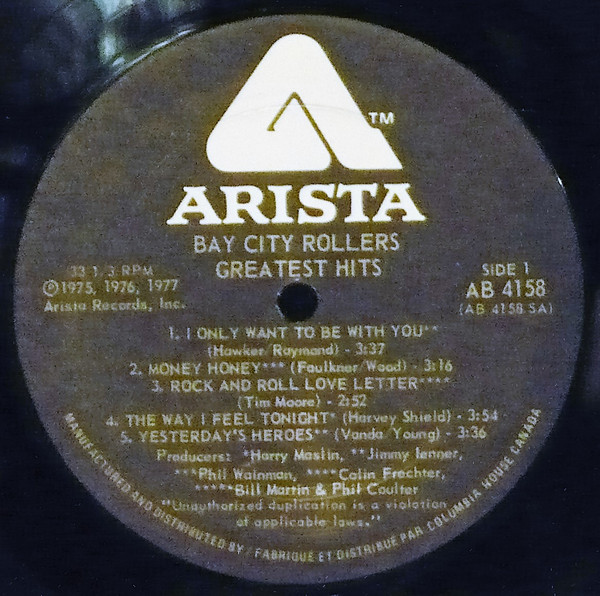 TM
ARISTA
BAY CITY ROLLERS
GREATEST HITS
33 1/3 RPM
℗1975, 1976, 1977
Arista Records, Inc.
SIDE 1
AB 4158
(AB 4158 SA)
1. I ONLY WANT TO BE WITH YOU**
(Hawker/Raymond) - 3:37
2. MONEY HONEY*** (Faulkner/Wood) - 3:16
3. ROCK AND ROLL LOVE LETTER****
(Tim Moore) - 2:52
4. THE WAY I FEEL TONIGHT* (Harvey Shield) - 3:54
5. YESTERDAY'S HEROES** (Vanda/Young) - 3:36
Producers: *Harry Maslin, **Jimmy Ienner,
***Phil Wainman, ****Colin Frechter,
*****Bill Martin & Phil Coulter
"Unauthorized duplication is a violation
of applicable laws."
MANUFACTURED AND DISTRIBUTED BY / FABRIQUE ET DISTRIBUE PAR COLUMBIA HOUSE CANADA